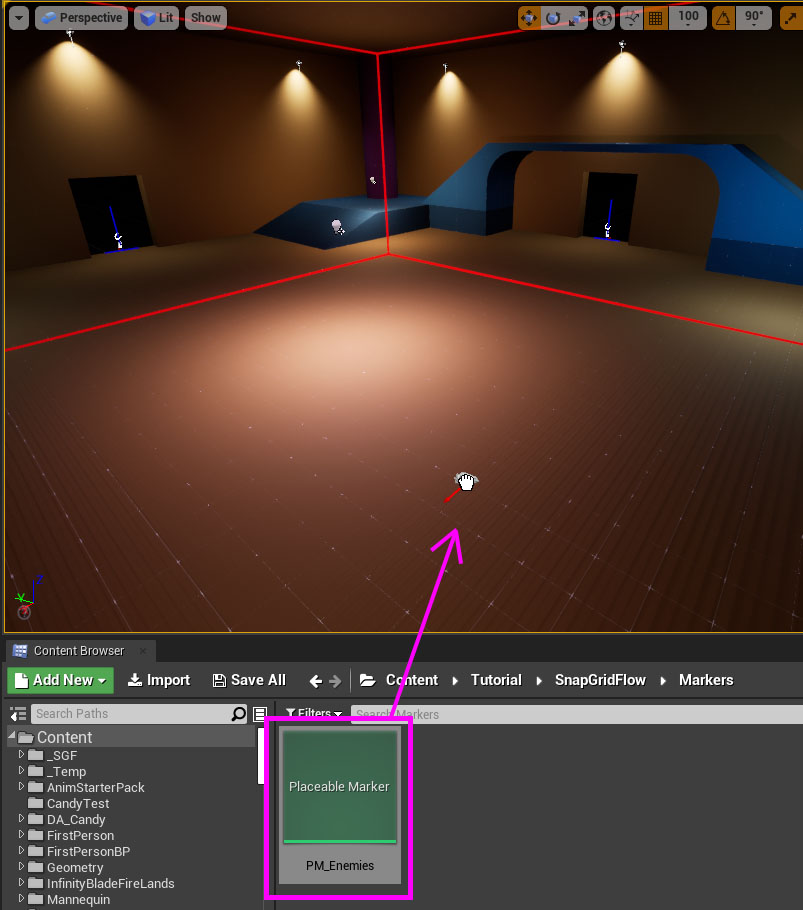 Perspective Lit Show 100 90°
Content Browser
Add New Import Save All Content Tutorial SnapGridFlow Markers
Search Paths Filters Search Markers
Content
_SGF
_Temp
AnimStarterPack
CandyTest
DA_Candy
FirstPerson
FirstPersonBP
Geometry
InfinityBladeFireLands
Mannequin
Placeable Marker
PM_Enemies